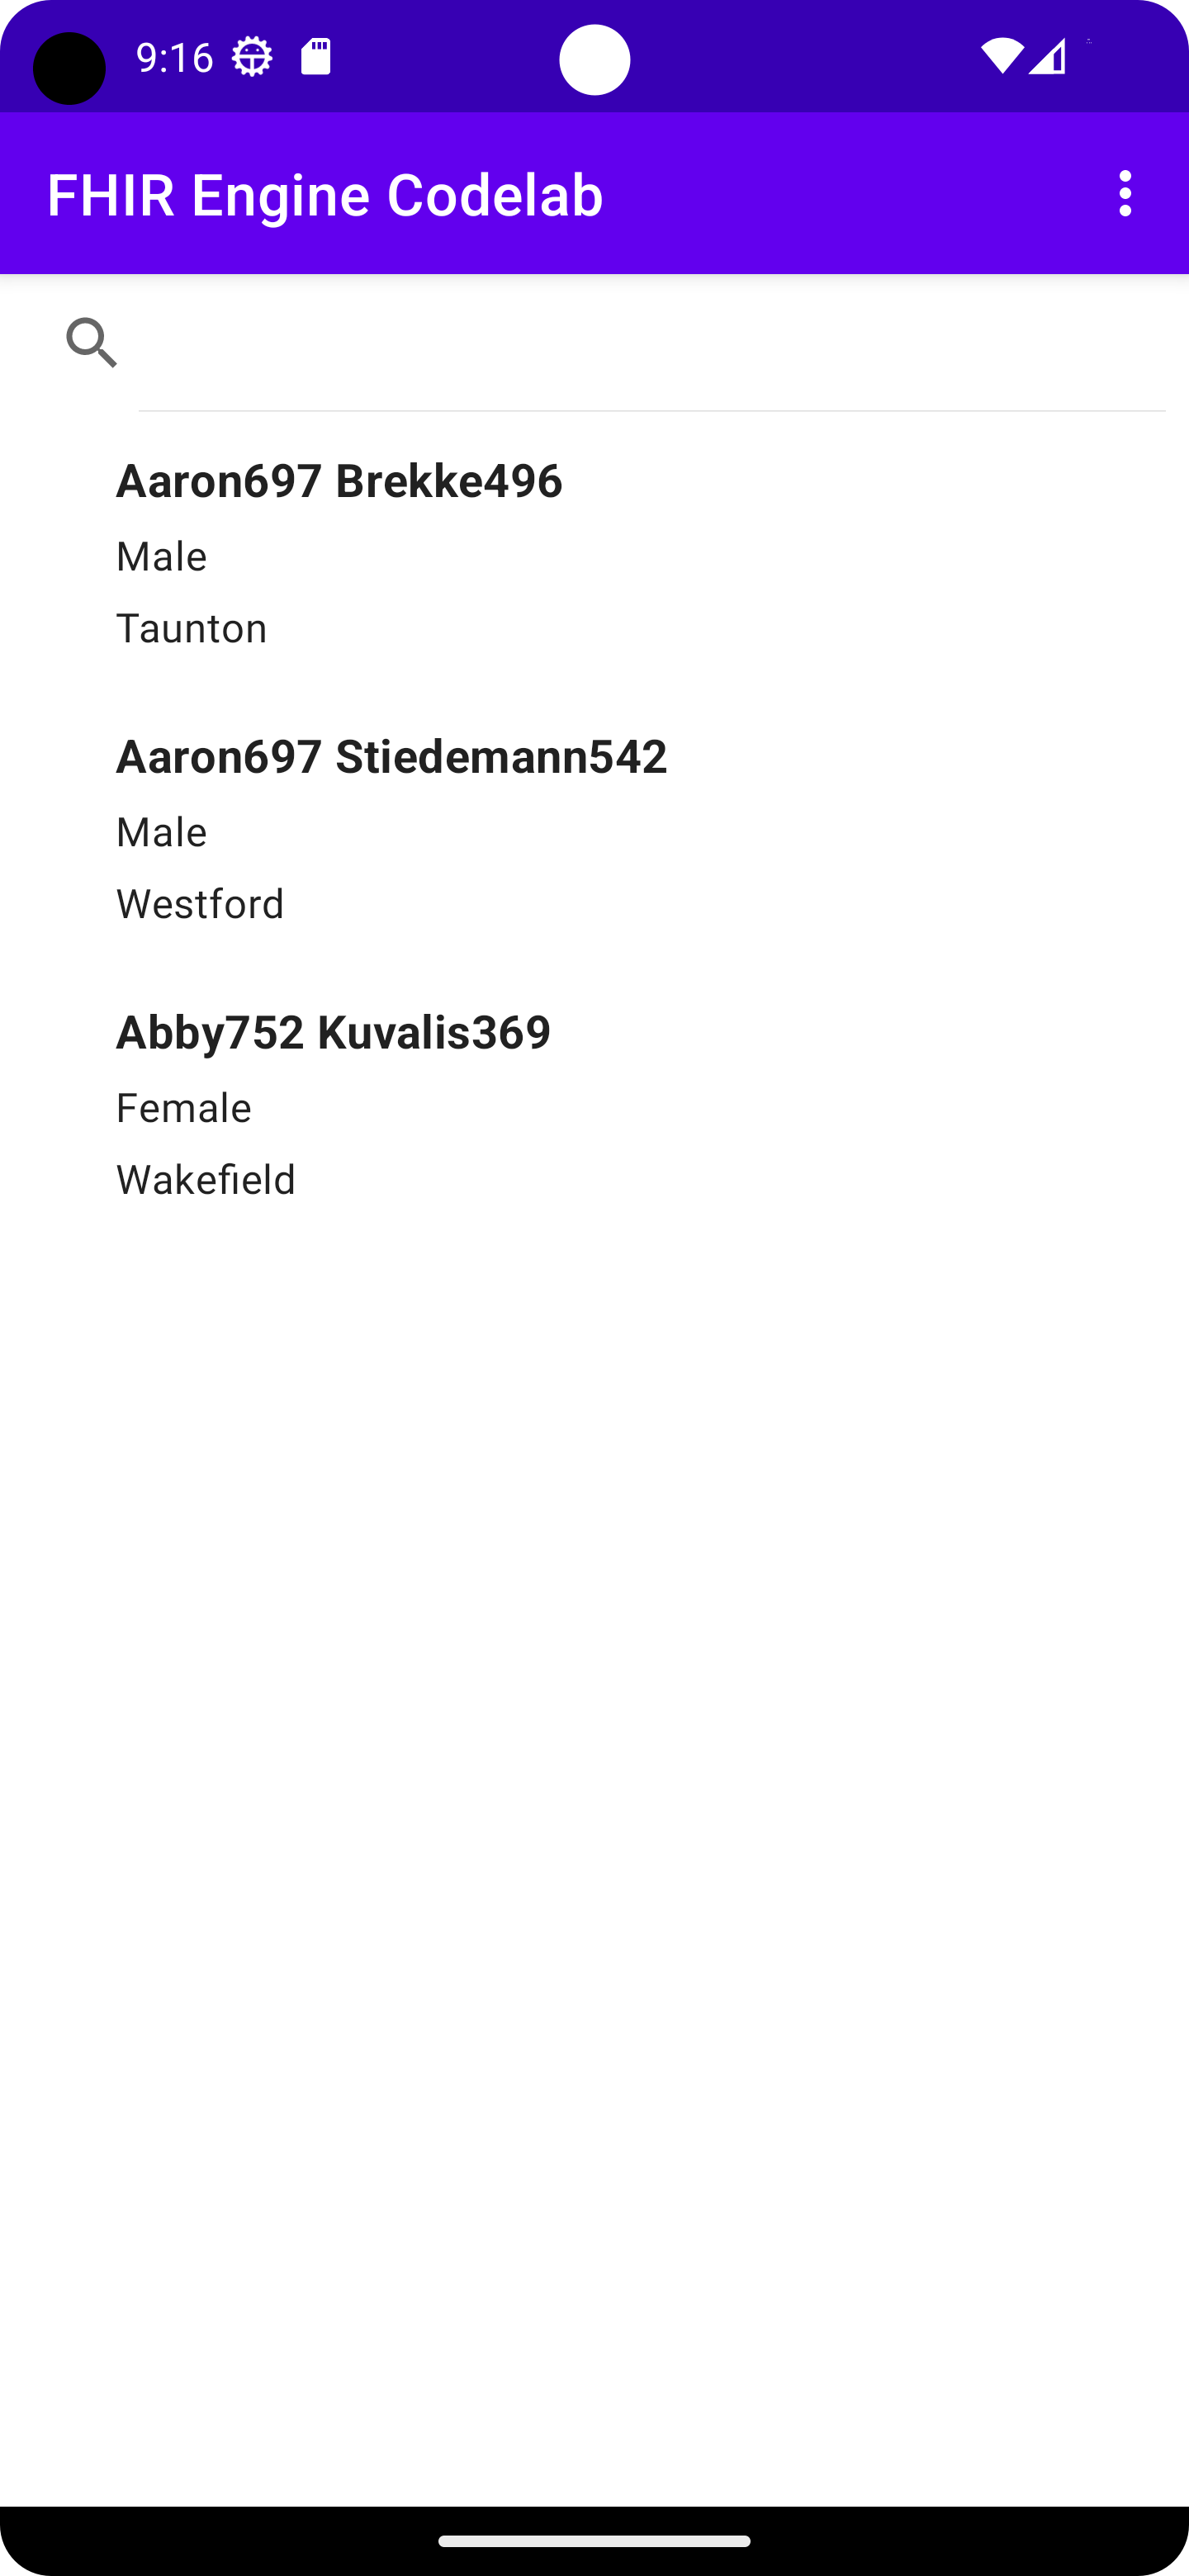 9:16
FHIR Engine Codelab
Aaron697 Brekke496
Male
Taunton
Aaron697 Stiedemann542
Male
Westford
Abby752 Kuvalis369
Female
Wakefield